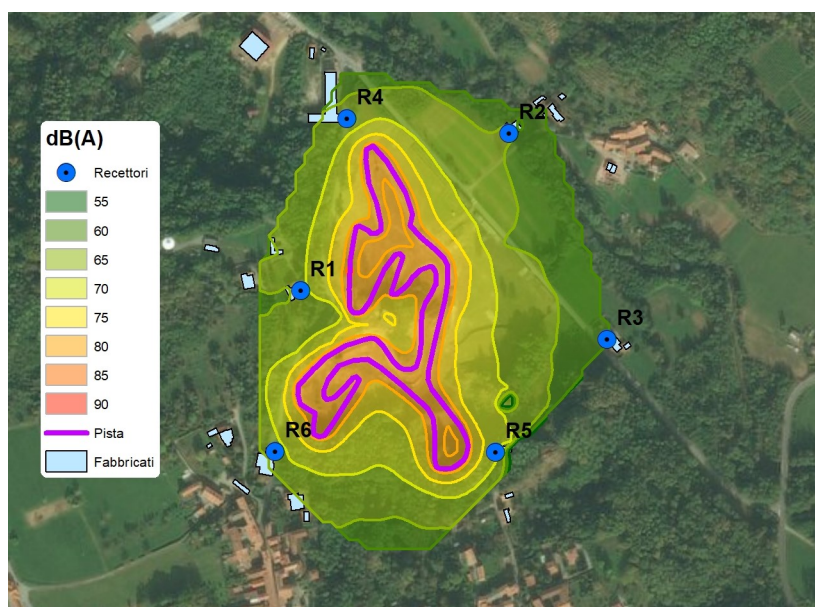 dB(A)
Recettori
55
60
65
70
75
80
85
90
Pista
Fabbricati
R4
R2
R1
R3
R6
R5